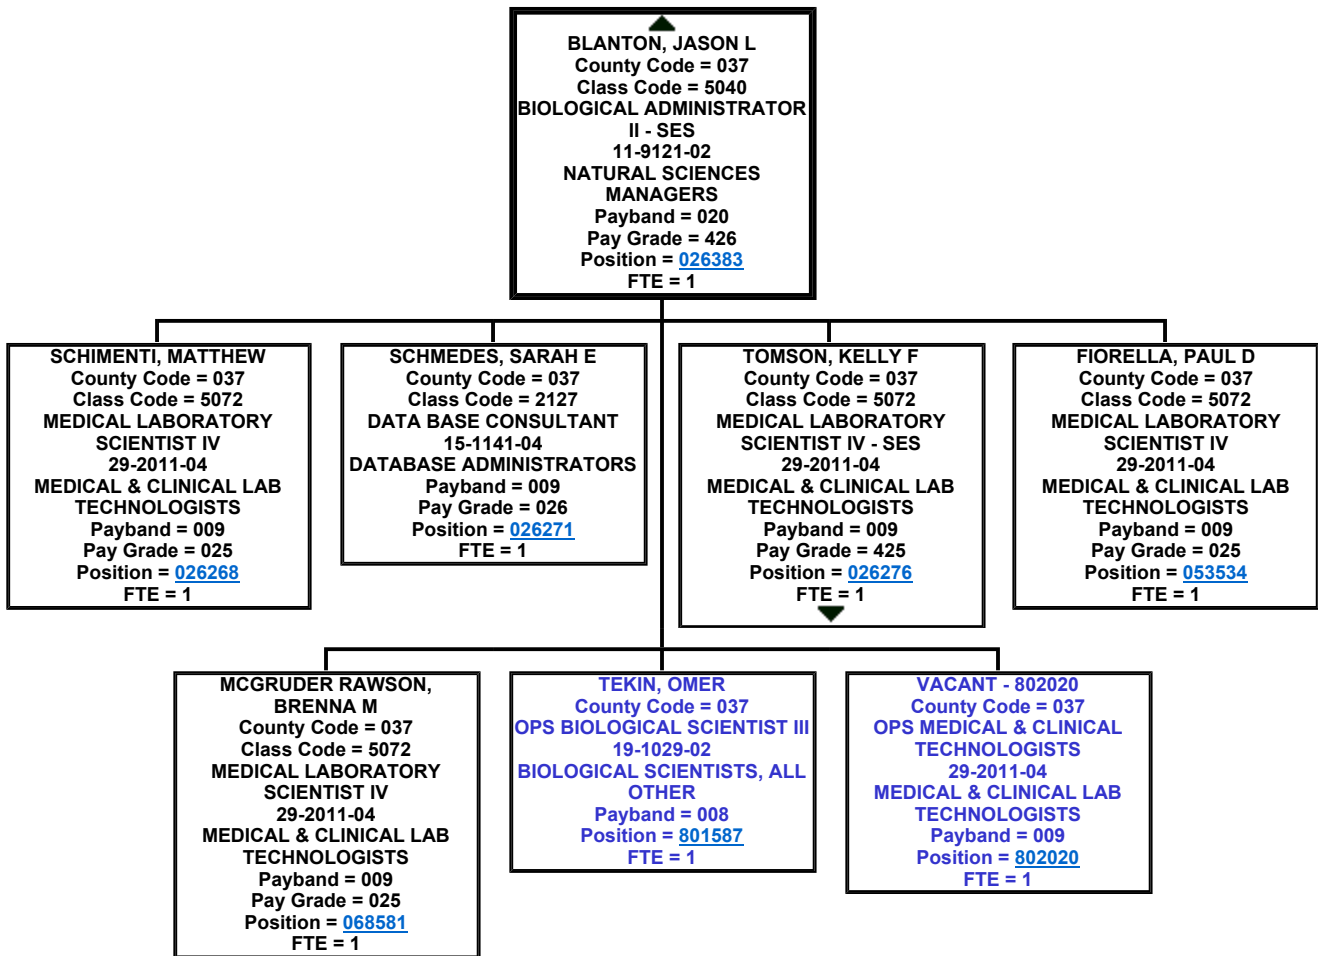 BLANTON, JASON L
County Code = 037
Class Code = 5040
BIOLOGICAL ADMINISTRATOR
II - SES
11-9121-02
NATURAL SCIENCES
MANAGERS
Payband = 020
Pay Grade = 426
Position = 026383
FTE = 1
SCHIMENTI, MATTHEW
County Code = 037
Class Code = 5072
MEDICAL LABORATORY
SCIENTIST IV
29-2011-04
MEDICAL & CLINICAL LAB
TECHNOLOGISTS
Payband = 009
Pay Grade = 025
Position = 026268
FTE = 1
SCHMEDES, SARAH E
County Code = 037
Class Code = 2127
DATA BASE CONSULTANT
15-1141-04
DATABASE ADMINISTRATORS
Payband = 009
Pay Grade = 026
Position = 026271
FTE = 1
TOMSON, KELLY F
County Code = 037
Class Code = 5072
MEDICAL LABORATORY
SCIENTIST IV - SES
29-2011-04
MEDICAL & CLINICAL LAB
TECHNOLOGISTS
Payband = 009
Pay Grade = 425
Position = 026276
FTE = 1
FIORELLA, PAUL D
County Code = 037
Class Code = 5072
MEDICAL LABORATORY
SCIENTIST IV
29-2011-04
MEDICAL & CLINICAL LAB
TECHNOLOGISTS
Payband = 009
Pay Grade = 025
Position = 053534
FTE = 1
MCGRUDER RAWSON,
BRENNA M
County Code = 037
Class Code = 5072
MEDICAL LABORATORY
SCIENTIST IV
29-2011-04
MEDICAL & CLINICAL LAB
TECHNOLOGISTS
Payband = 009
Pay Grade = 025
Position = 068581
FTE = 1
TEKIN, OMER
County Code = 037
OPS BIOLOGICAL SCIENTIST III
19-1029-02
BIOLOGICAL SCIENTISTS, ALL
OTHER
Payband = 008
Position = 801587
FTE = 1
VACANT - 802020
County Code = 037
OPS MEDICAL & CLINICAL
TECHNOLOGISTS
29-2011-04
MEDICAL & CLINICAL LAB
TECHNOLOGISTS
Payband = 009
Position = 802020
FTE = 1